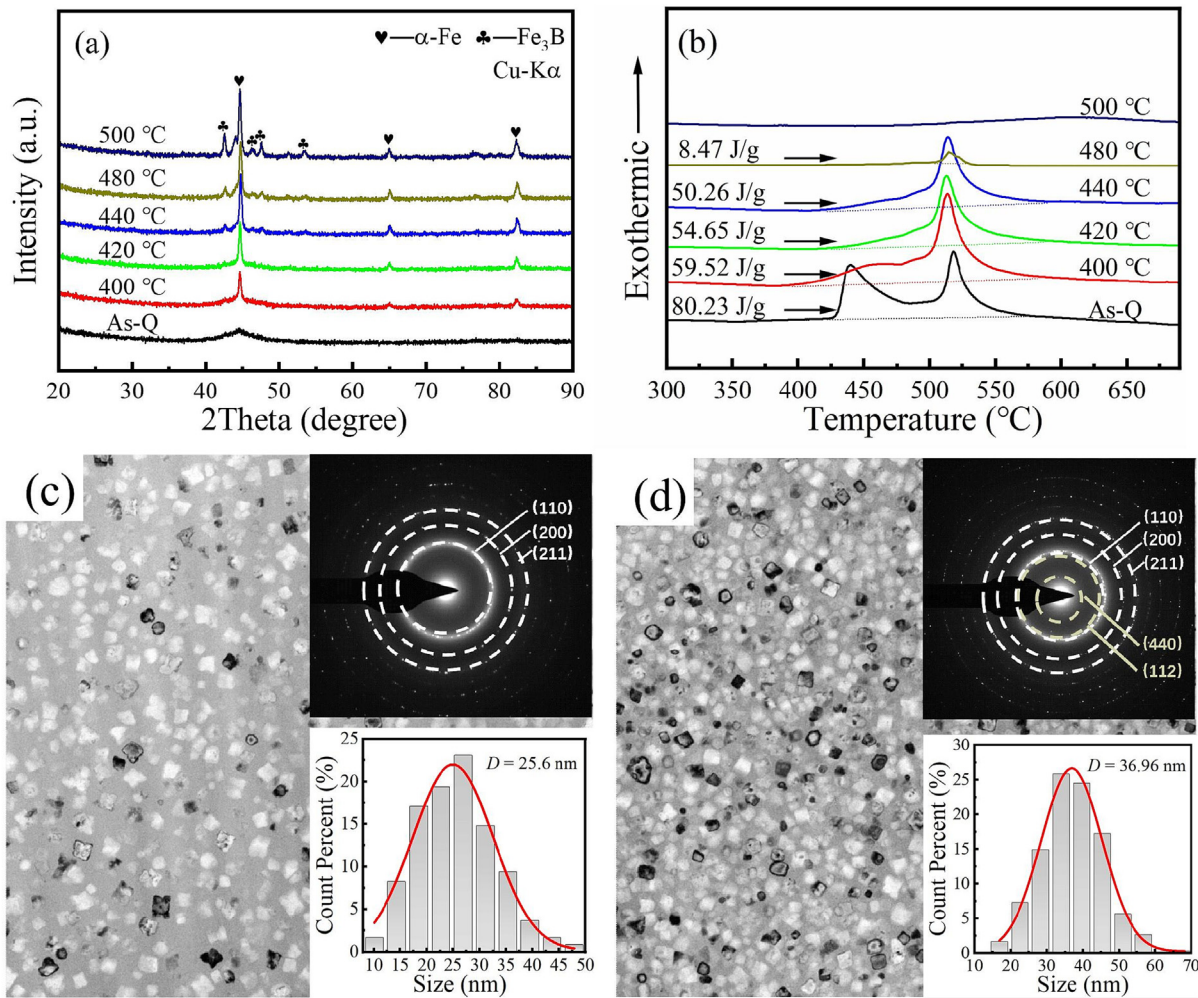 (a)
♥—α-Fe ♣—Fe₃B
Cu-Kα
500 ℃
480 ℃
440 ℃
420 ℃
400 ℃
As-Q
Intensity (a.u.)
20 30 40 50 60 70 80 90
2Theta (degree)
(b)
500 ℃
8.47 J/g 480 ℃
50.26 J/g 440 ℃
54.65 J/g 420 ℃
59.52 J/g 400 ℃
80.23 J/g As-Q
Exothermic
300 350 400 450 500 550 600 650
Temperature (℃)
(c)
(110)
(200)
(211)
D = 25.6 nm
25
20
15
10
5
0
Count Percent (%)
10 15 20 25 30 35 40 45 50
Size (nm)
(d)
(110)
(200)
(211)
(440)
(112)
D = 36.96 nm
30
25
20
15
10
5
0
Count Percent (%)
10 20 30 40 50 60 70
Size (nm)